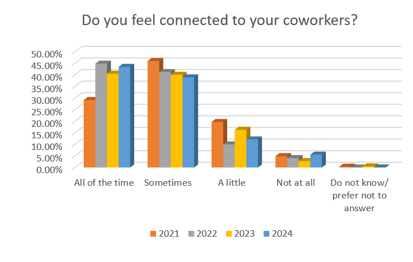 Do you feel connected to your coworkers?
50.00%
45.00%
40.00%
35.00%
30.00%
25.00%
20.00%
15.00%
10.00%
5.00%
0.00%
All of the time
Sometimes
A little
Not at all
Do not know/
prefer not to
answer
2021
2022
2023
2024